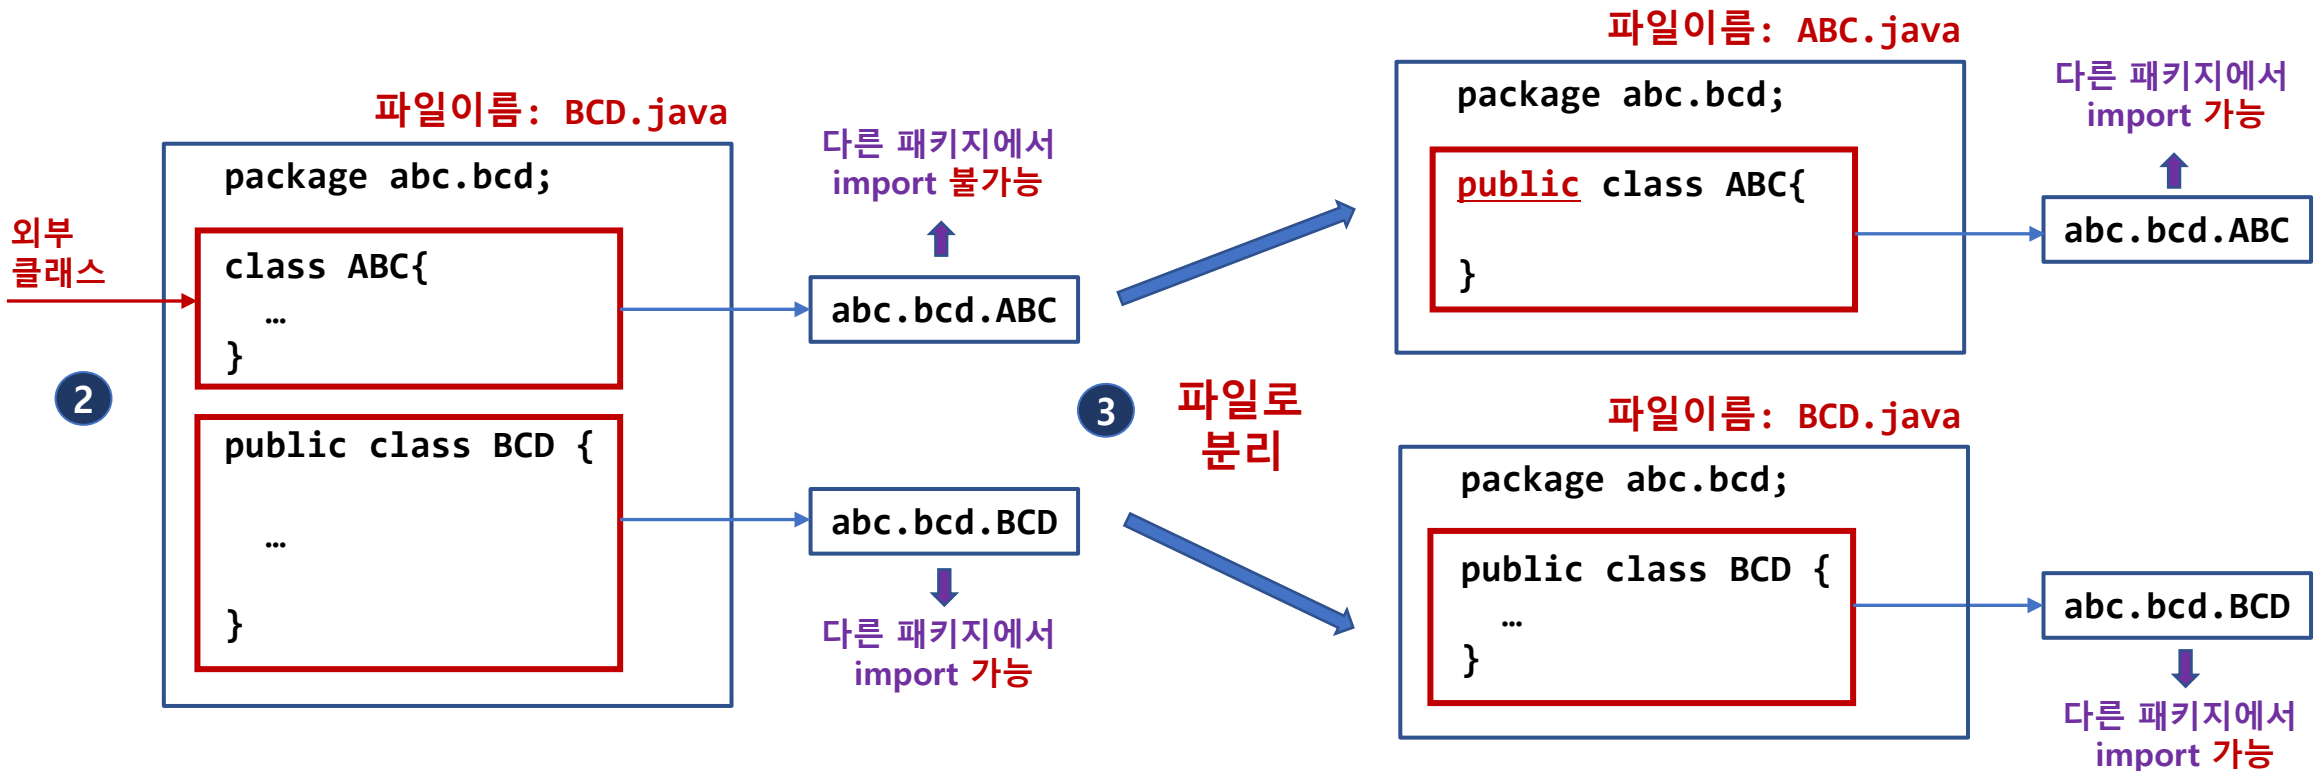 외부
클래스
2
파일이름: BCD.java
package abc.bcd;
class ABC{
…
}
public class BCD {
…
}
다른 패키지에서
import 불가능
abc.bcd.ABC
abc.bcd.BCD
다른 패키지에서
import 가능
3
파일로
분리
파일이름: ABC.java
package abc.bcd;
public class ABC{
}
다른 패키지에서
import 가능
abc.bcd.ABC
파일이름: BCD.java
package abc.bcd;
public class BCD {
…
}
abc.bcd.BCD
다른 패키지에서
import 가능